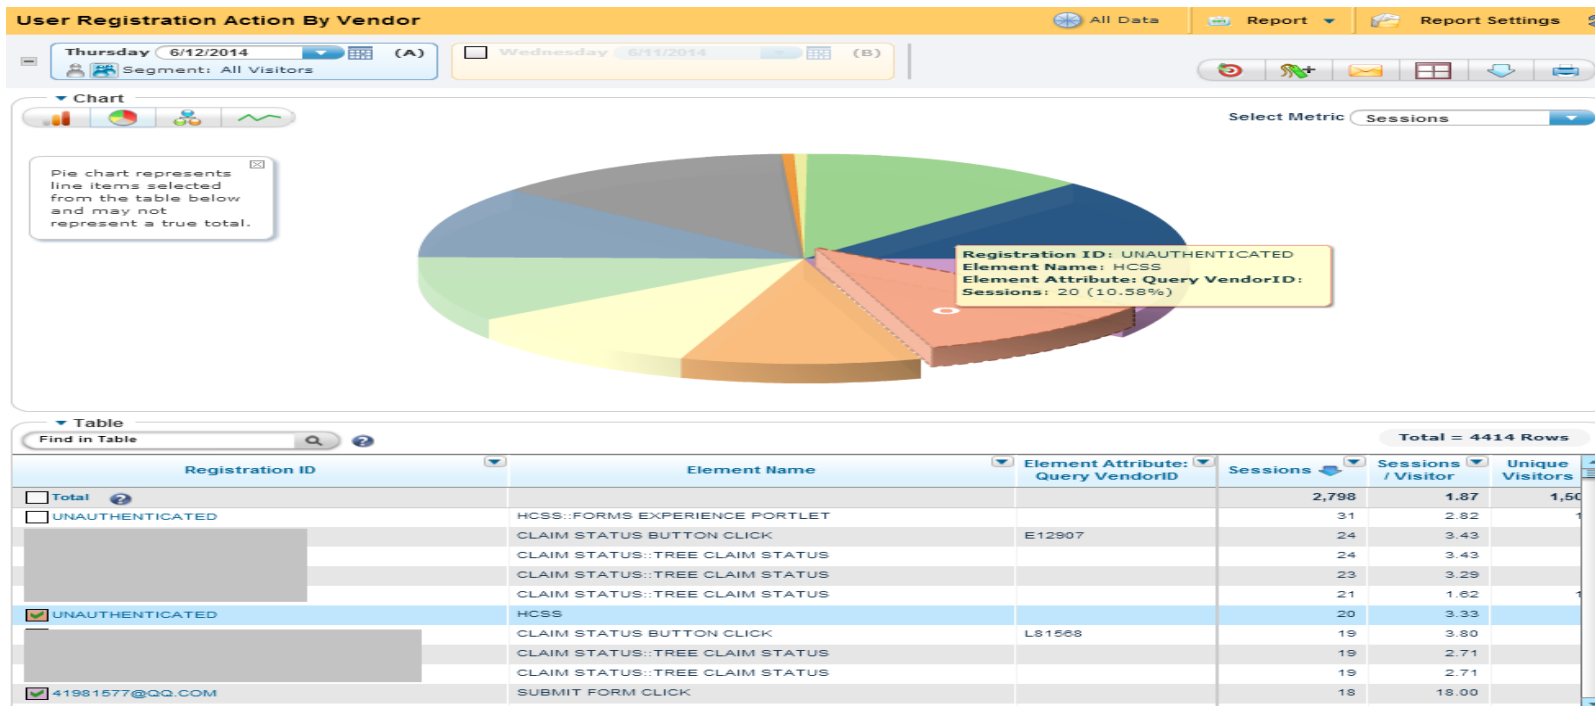 User Registration Action By Vendor
All Data
Report
Report Settings
Thursday 6/12/2014 (A)
Segment: All Visitors
Wednesday 6/11/2014 (B)
Chart
Select Metric Sessions
Pie chart represents
line items selected
from the table below
and may not
represent a true total.
Registration ID: UNAUTHENTICATED
Element Name: HCSS
Element Attribute: Query VendorID:
Sessions: 20 (10.58%)
Table
Find in Table
Total = 4414 Rows
Registration ID Element Name Element Attribute: Query VendorID Sessions Sessions / Visitor Unique Visitors
Total 2,798 1.87 1,50
UNAUTHENTICATED HCSS::FORMS EXPERIENCE PORTLET 31 2.82 1
CLAIM STATUS BUTTON CLICK E12907 24 3.43
CLAIM STATUS::TREE CLAIM STATUS 24 3.43
CLAIM STATUS::TREE CLAIM STATUS 23 3.29
CLAIM STATUS::TREE CLAIM STATUS 21 1.62 1
UNAUTHENTICATED HCSS 20 3.33
CLAIM STATUS BUTTON CLICK L81568 19 3.80
CLAIM STATUS::TREE CLAIM STATUS 19 2.71
CLAIM STATUS::TREE CLAIM STATUS 19 2.71
41981577@QQ.COM SUBMIT FORM CLICK 18 18.00